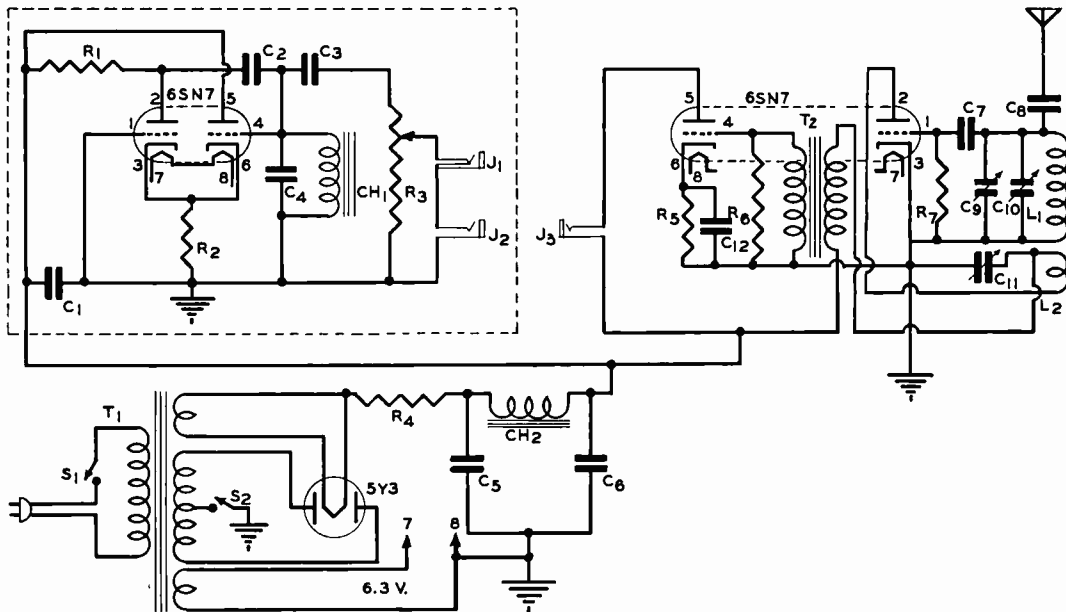 R1
C2
C3
2
6SN7
5
1
4
3
7
8
6
C4
CH1
R3
J1
J2
R2
C1
5
6SN7
2
4
T2
1
C7
C8
6
8
7
3
R5
C12
R6
R7
C9
C10
L1
J3
C11
L2
T1
R4
CH2
S1
S2
5Y3
C5
C6
7
8
6.3 V.